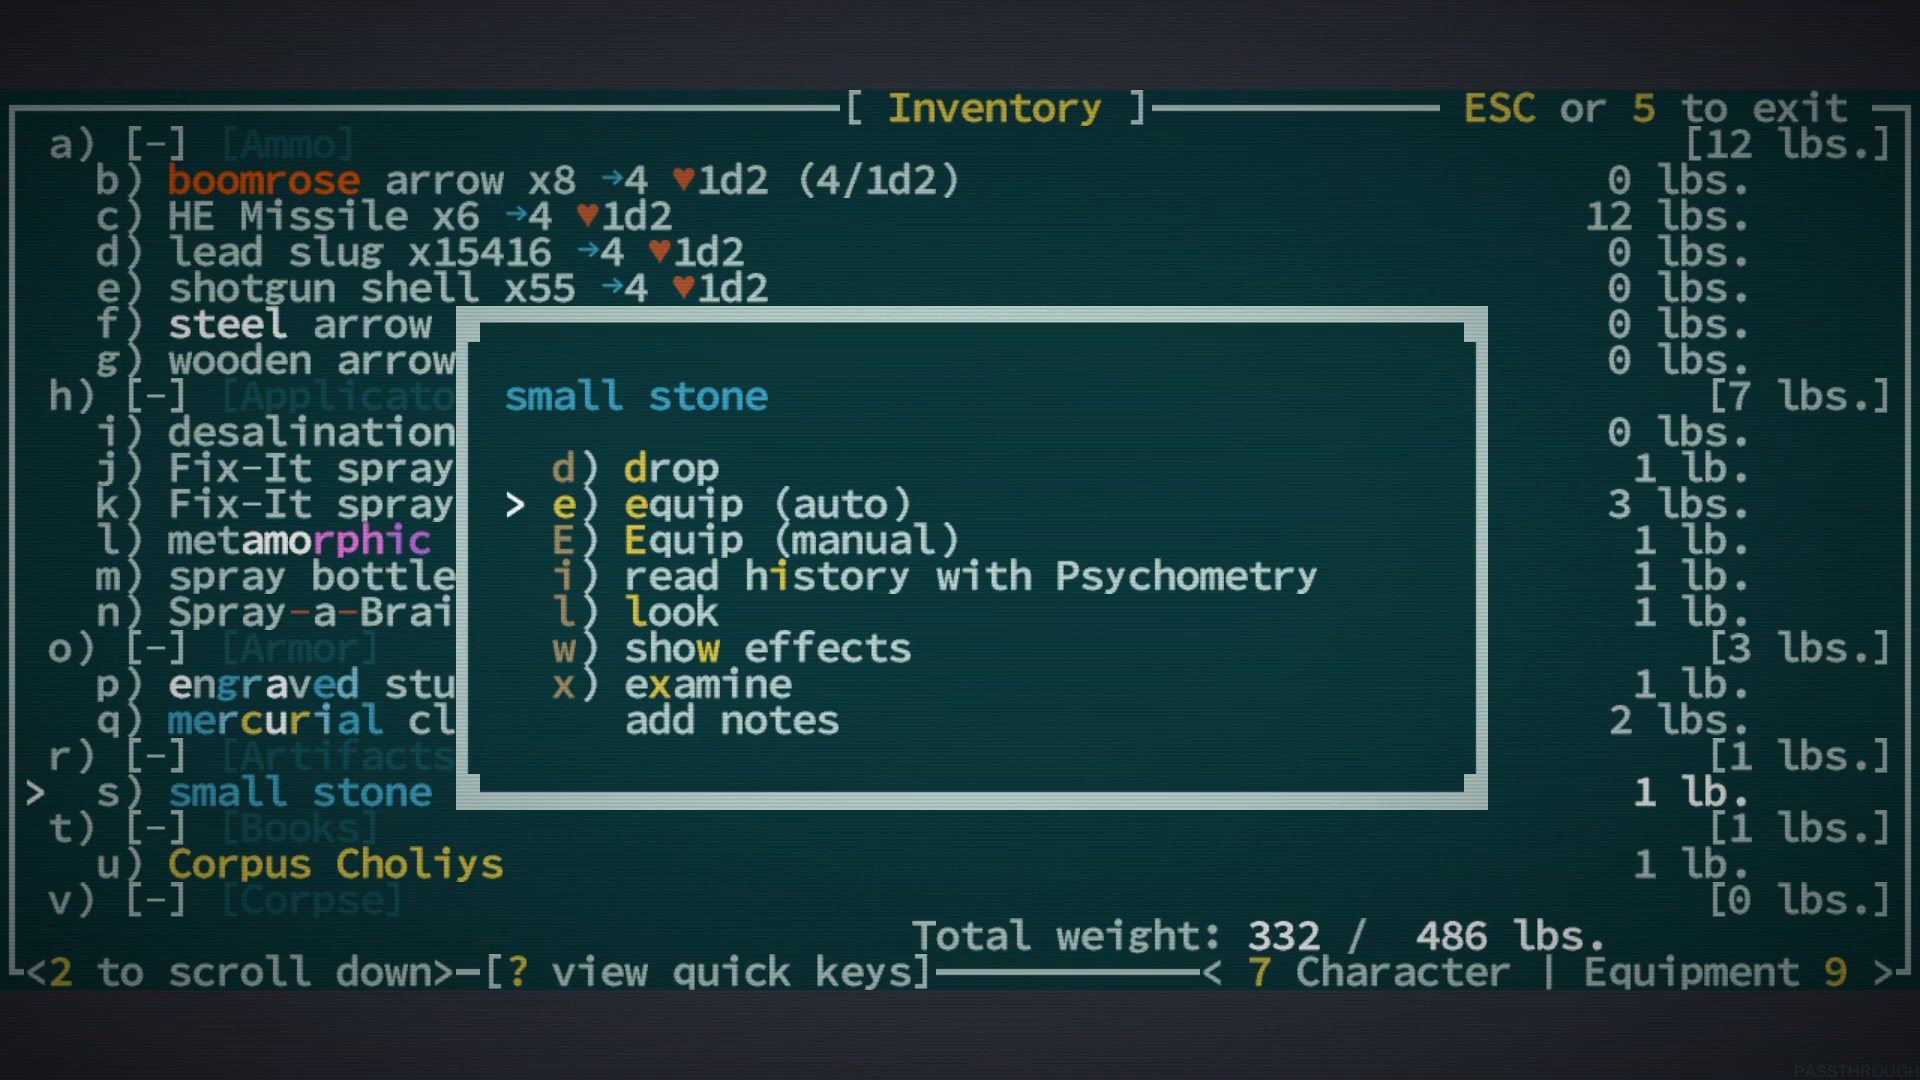 [ Inventory ] ESC or 5 to exit
a) [-] [Ammo] [12 lbs.]
b) boomrose arrow x8 →4 ♥1d2 (4/1d2) 0 lbs.
c) HE Missile x6 →4 ♥1d2 12 lbs.
d) lead slug x15416 →4 ♥1d2 0 lbs.
e) shotgun shell x55 →4 ♥1d2 0 lbs.
f) steel arrow 0 lbs.
g) wooden arrow 0 lbs.
h) [-] [Applicato [7 lbs.]
i) desalination 0 lbs.
j) Fix-It spray 1 lb.
k) Fix-It spray 3 lbs.
l) metamorphic 1 lb.
m) spray bottle 1 lb.
n) Spray-a-Brai 1 lb.
o) [-] [Armor] [3 lbs.]
p) engraved stu 1 lb.
q) mercurial cl 2 lbs.
r) [-] [Artifacts [1 lbs.]
> s) small stone 1 lb.
t) [-] [Books] [1 lbs.]
u) Corpus Choliys 1 lb.
v) [-] [Corpse] [0 lbs.]
small stone
d) drop
> e) equip (auto)
E) Equip (manual)
i) read history with Psychometry
l) look
w) show effects
x) examine
add notes
Total weight: 332 / 486 lbs.
<2 to scroll down> [? view quick keys] < 7 Character | Equipment 9 >
PASSTHROUGH